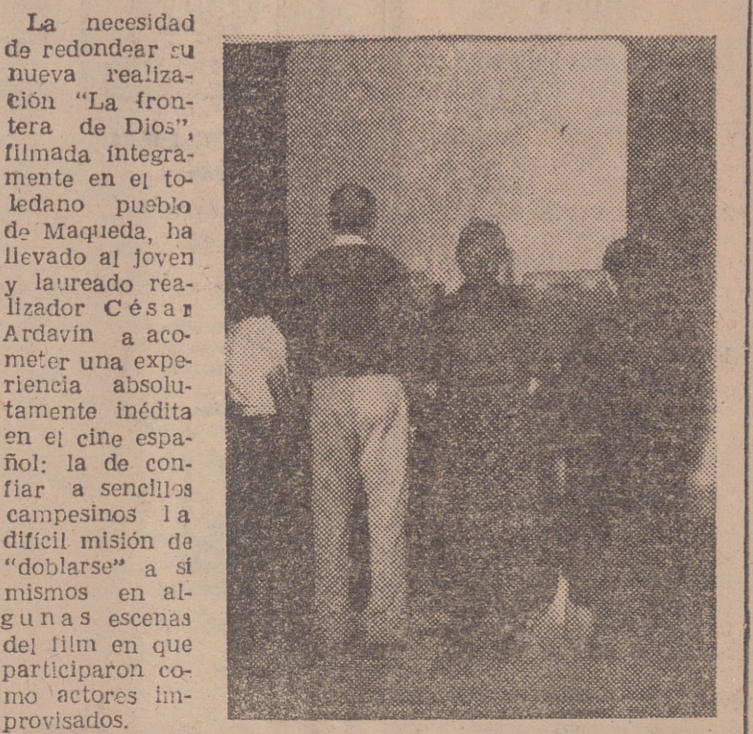 La necesidad
de redondear su
nueva realiza-
ción "La fron-
tera de Dios",
filmada íntegra-
mente en el to-
ledano pueblo
de Maqueda, ha
llevado al joven
y laureado rea-
lizador César
Ardavín a aco-
meter una expe-
riencia absolu-
tamente inédita
en el cine espa-
ñol: la de con-
fiar a sencillos
campesinos la
difícil misión de
"doblarse" a sí
mismos en al-
gunas escenas
del film en que
participaron co-
mo actores im-
provisados.